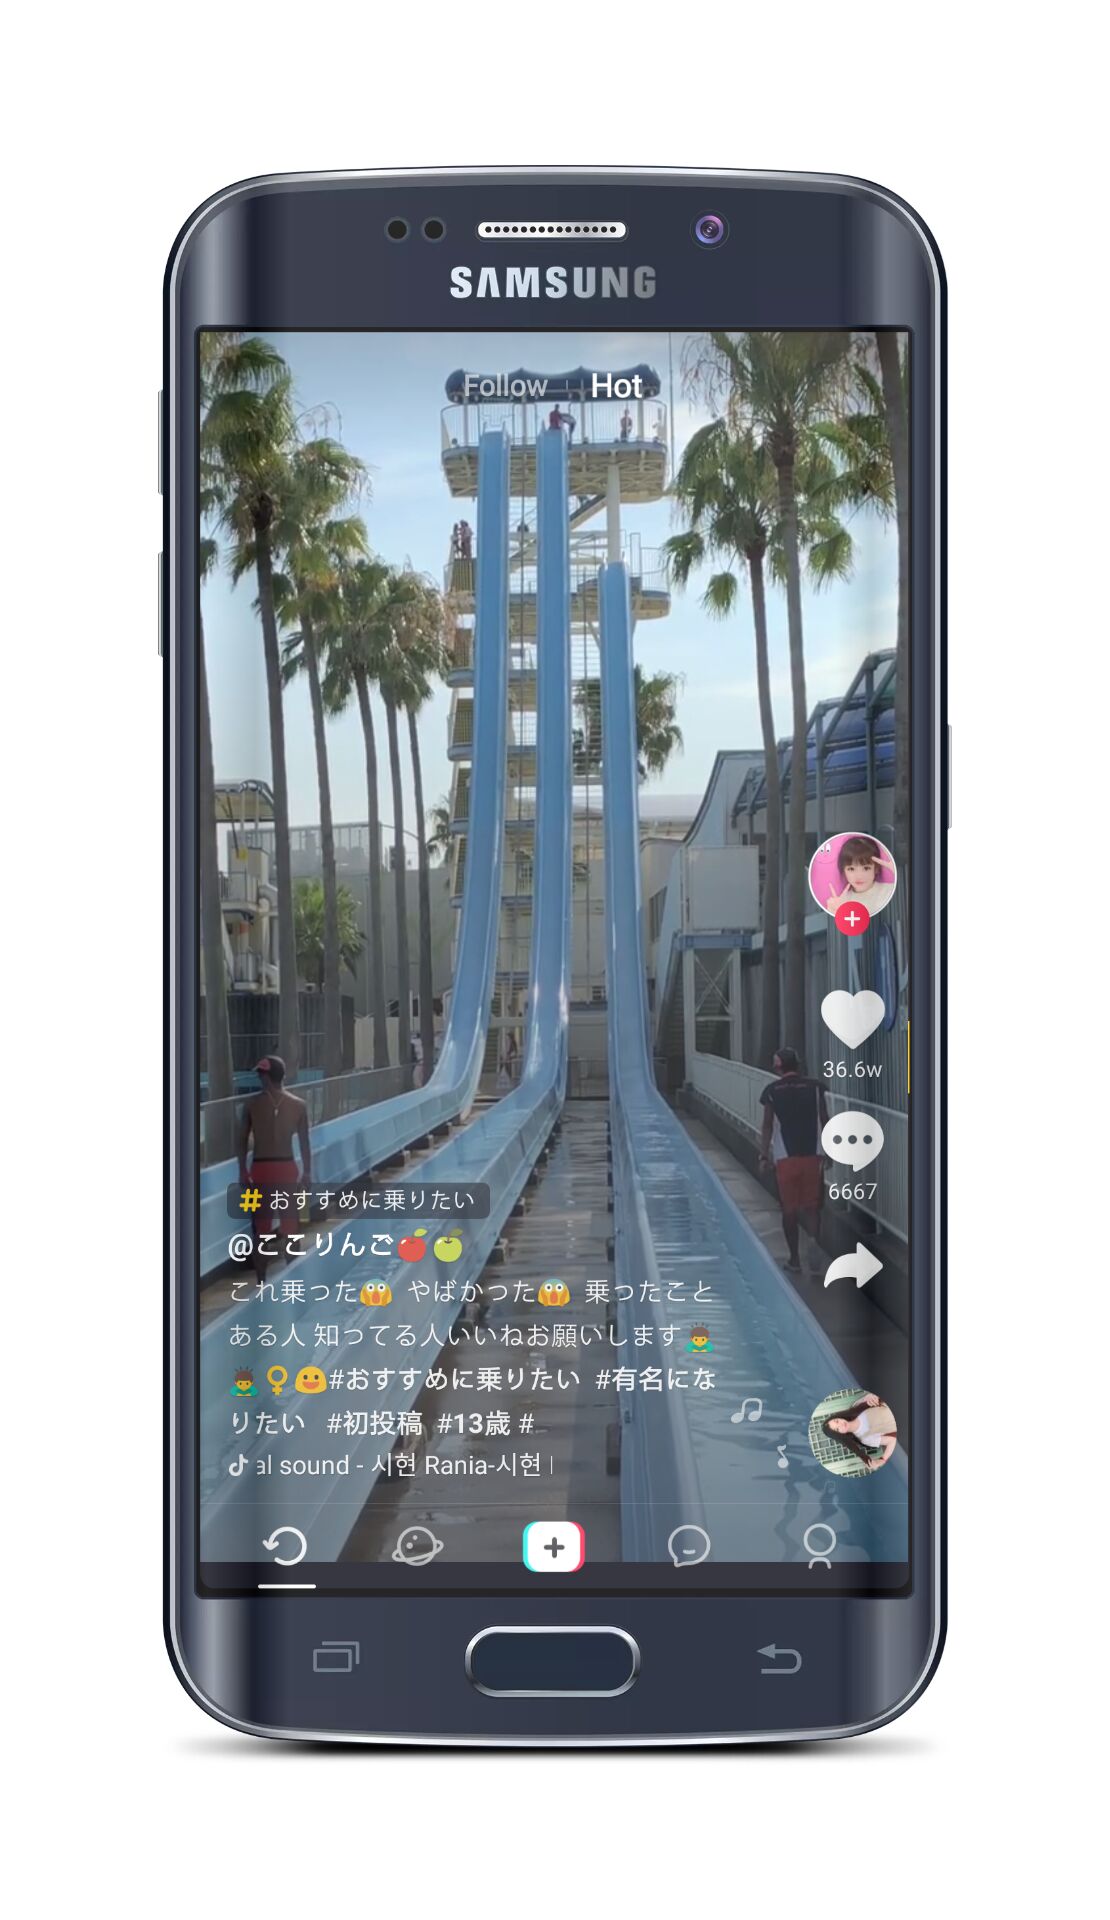 SAMSUNG
Follow | Hot
36.6w
6667
# おすすめに乗りたい
@ここりんご🍎🍏
これ乗った😱 やばかった😱 乗ったこと
ある人 知ってる人いいねお願いします🙇
🙇♀😀#おすすめに乗りたい #有名にな
りたい #初投稿 #13歳 #
al sound - 시현 Rania-시현